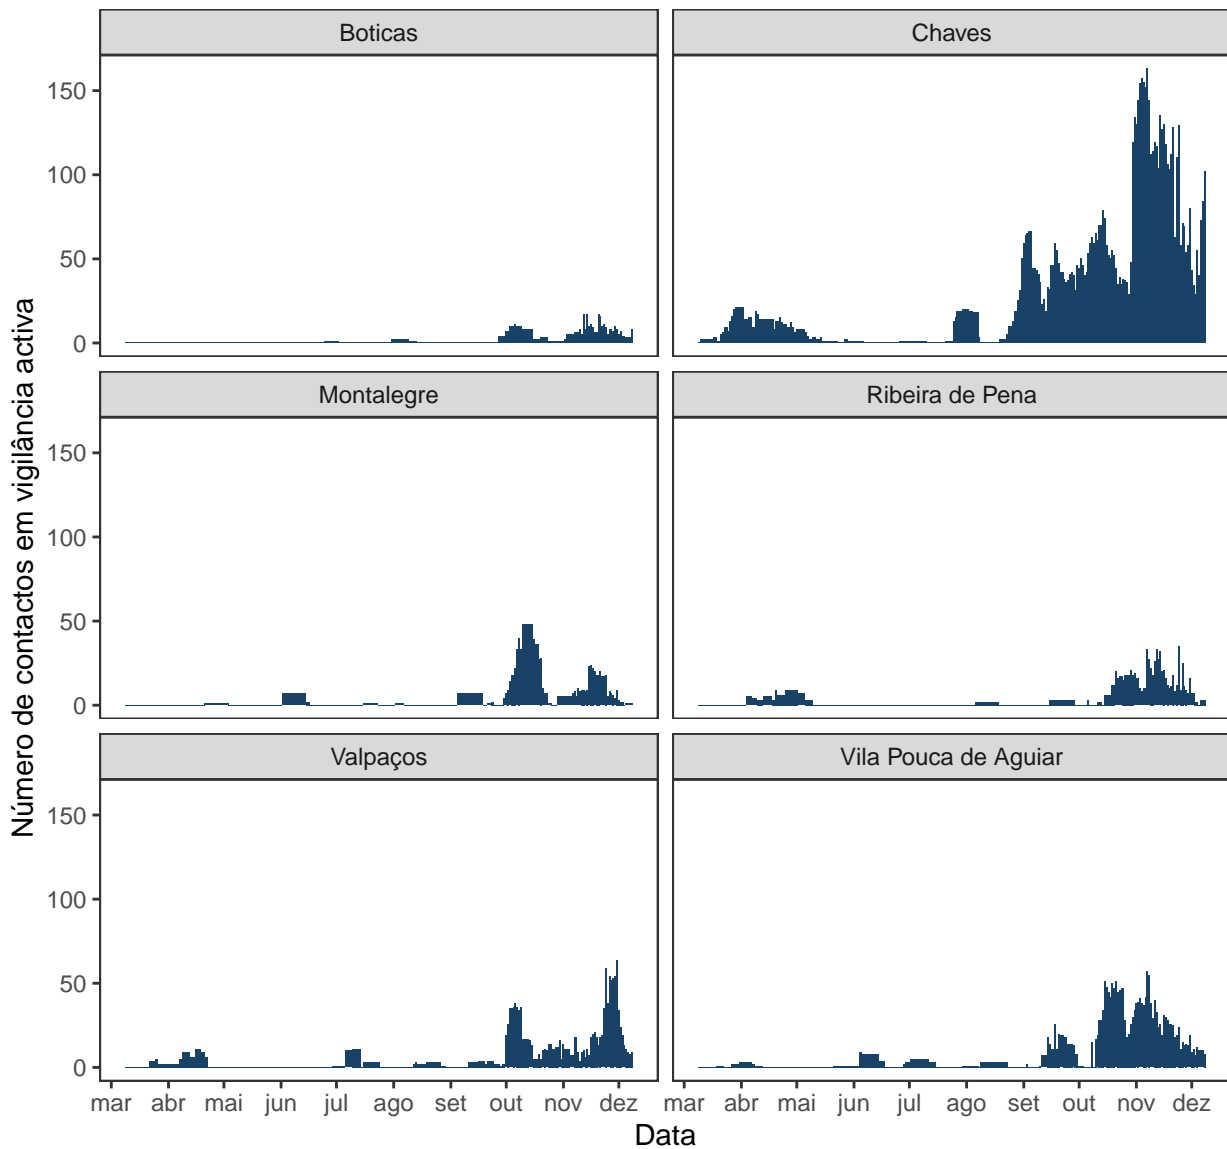 Boticas
Chaves
150
100
50
0
Montalegre
Ribeira de Pena
150
100
50
0
Valpaços
Vila Pouca de Aguiar
150
100
50
0
mar abr mai jun jul ago set out nov dez
mar abr mai jun jul ago set out nov dez
Data
Número de contactos em vigilância activa